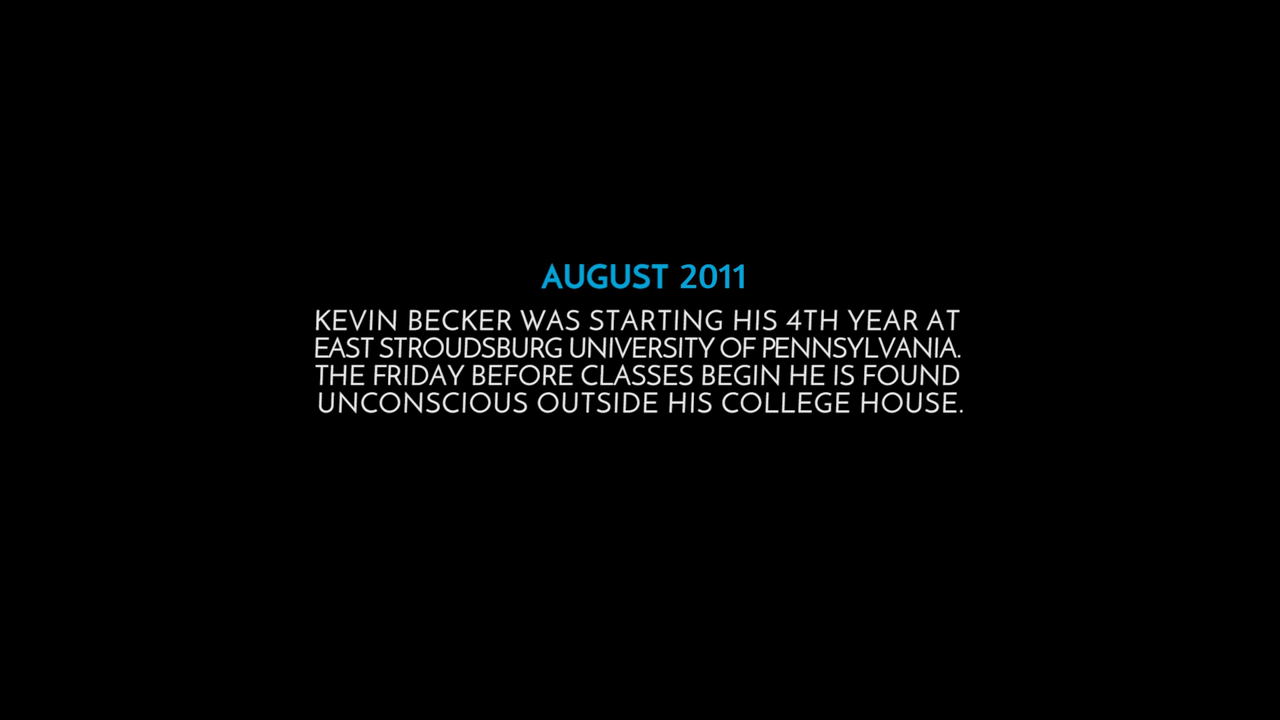 AUGUST 2011
KEVIN BECKER WAS STARTING HIS 4TH YEAR AT
EAST STROUDSBURG UNIVERSITY OF PENNSYLVANIA.
THE FRIDAY BEFORE CLASSES BEGIN HE IS FOUND
UNCONSCIOUS OUTSIDE HIS COLLEGE HOUSE.